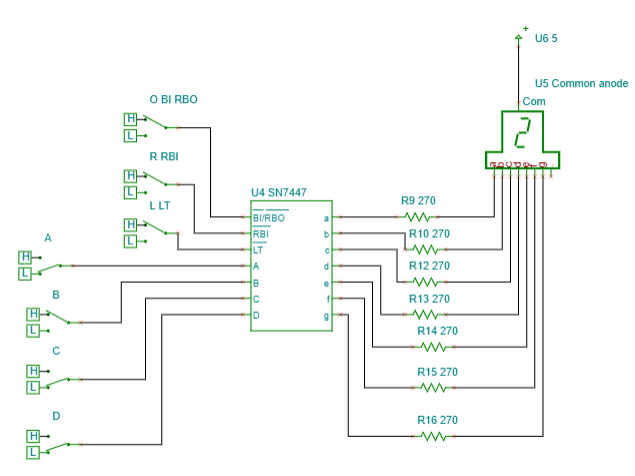 +
U6 5
U5 Common anode
Com
2
a b c d e f g .
O BI RBO
H
L
R RBI
H
L
L LT
H
L
U4 SN7447
BI/RBO
RBI
LT
A
B
C
D
a
b
c
d
e
f
g
R9 270
R10 270
R12 270
R13 270
R14 270
R15 270
R16 270
A
H
L
B
H
L
C
H
L
D
H
L